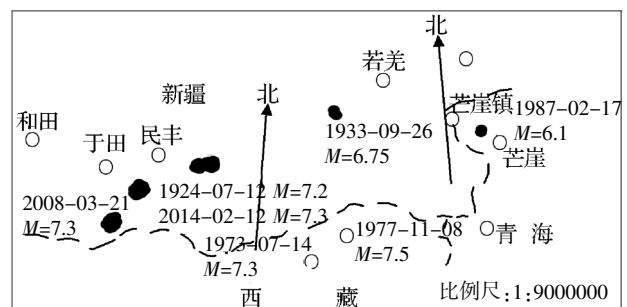 北
若羌
新疆
北
芒崖镇
1987-02-17
M=6.1
和田
民丰
于田
1933-09-26
M=6.75
芒崖
2008-03-21
M=7.3
1924-07-12 M=7.2
2014-02-12 M=7.3
1973-07-14
M=7.3
1977-11-08
M=7.5
青 海
西 藏
比例尺:1:9000000